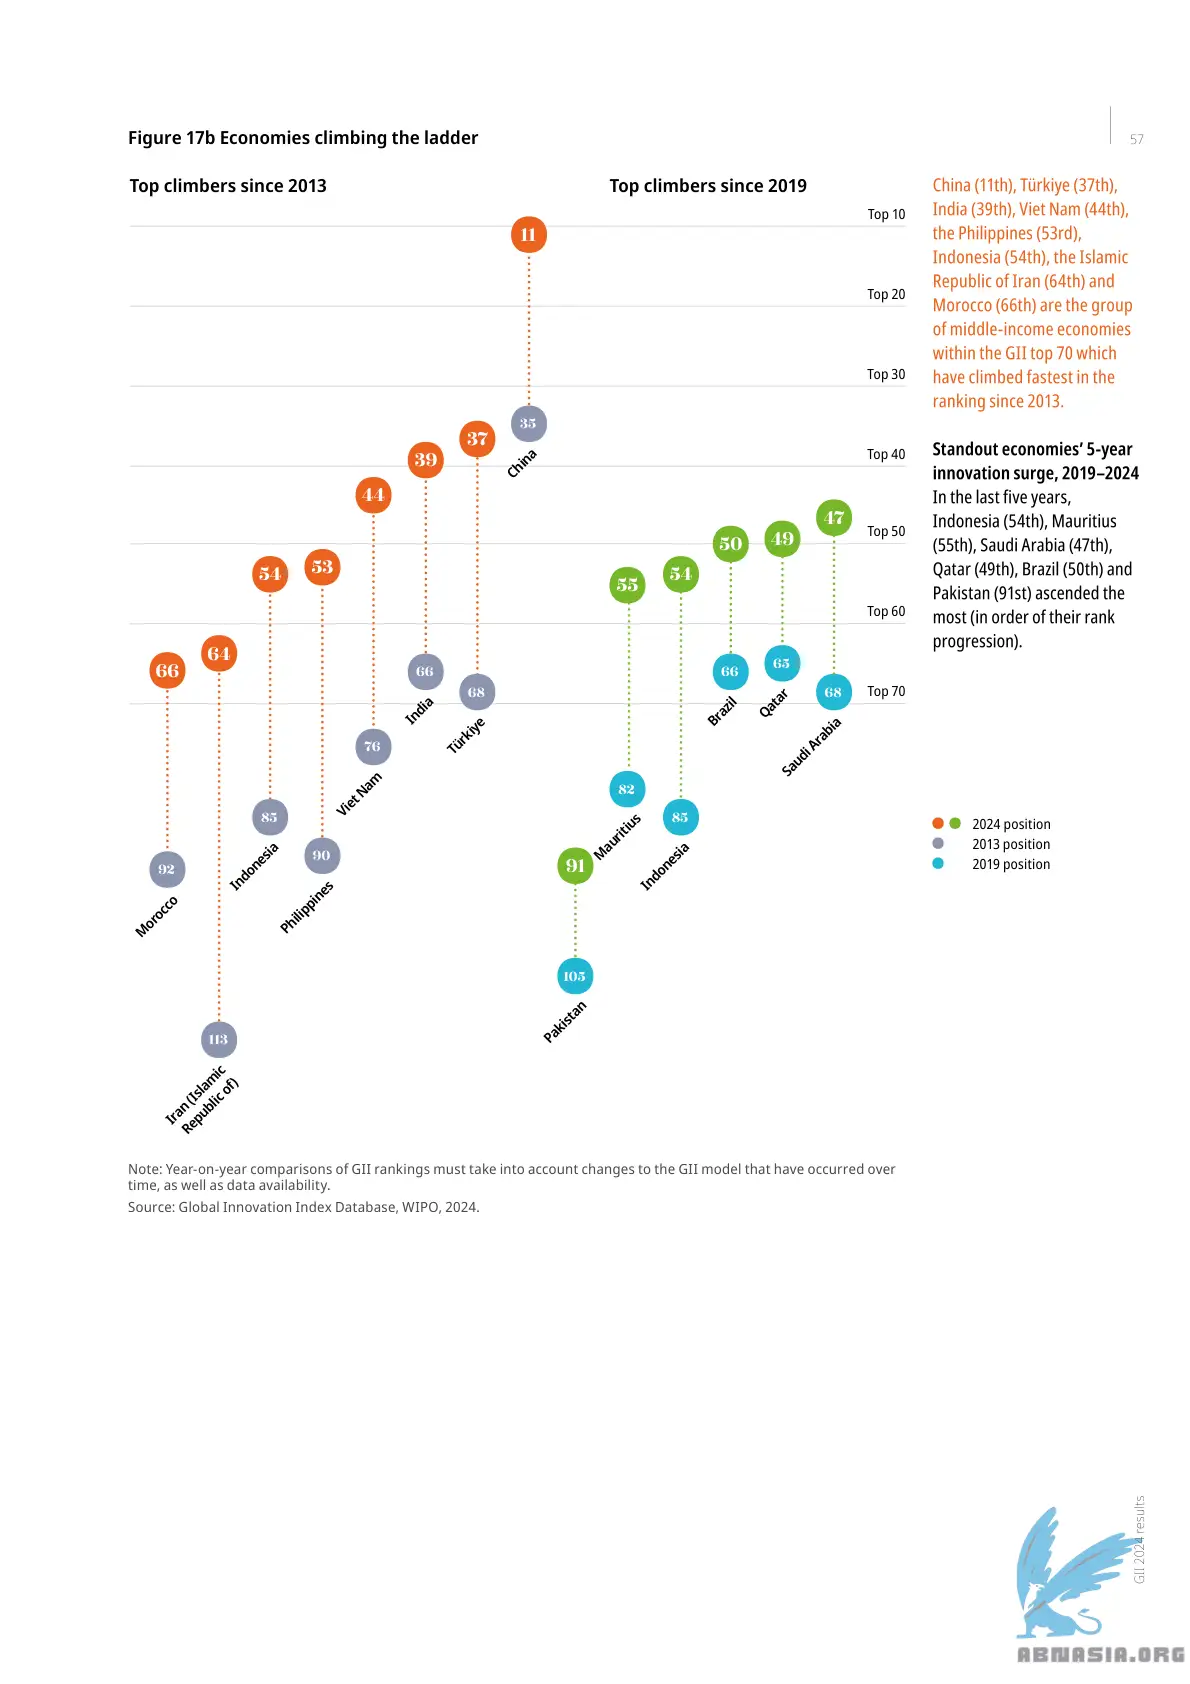 Figure 17b Economies climbing the ladder
57
Top climbers since 2013
Top climbers since 2019
Top 10
Top 20
Top 30
Top 40
Top 50
Top 60
Top 70
66
92
Morocco
64
113
Iran (Islamic
Republic of)
54
85
Indonesia
53
90
Philippines
44
76
Viet Nam
39
66
India
37
68
Türkiye
11
35
China
91
105
Pakistan
55
82
Mauritius
54
85
Indonesia
50
66
Brazil
49
65
Qatar
47
68
Saudi Arabia
China (11th), Türkiye (37th),
India (39th), Viet Nam (44th),
the Philippines (53rd),
Indonesia (54th), the Islamic
Republic of Iran (64th) and
Morocco (66th) are the group
of middle-income economies
within the GII top 70 which
have climbed fastest in the
ranking since 2013.
Standout economies’ 5-year
innovation surge, 2019–2024
In the last five years,
Indonesia (54th), Mauritius
(55th), Saudi Arabia (47th),
Qatar (49th), Brazil (50th) and
Pakistan (91st) ascended the
most (in order of their rank
progression).
2024 position
2013 position
2019 position
Note: Year-on-year comparisons of GII rankings must take into account changes to the GII model that have occurred over
time, as well as data availability.
Source: Global Innovation Index Database, WIPO, 2024.
GII 2024 results
ABNASIA.ORG